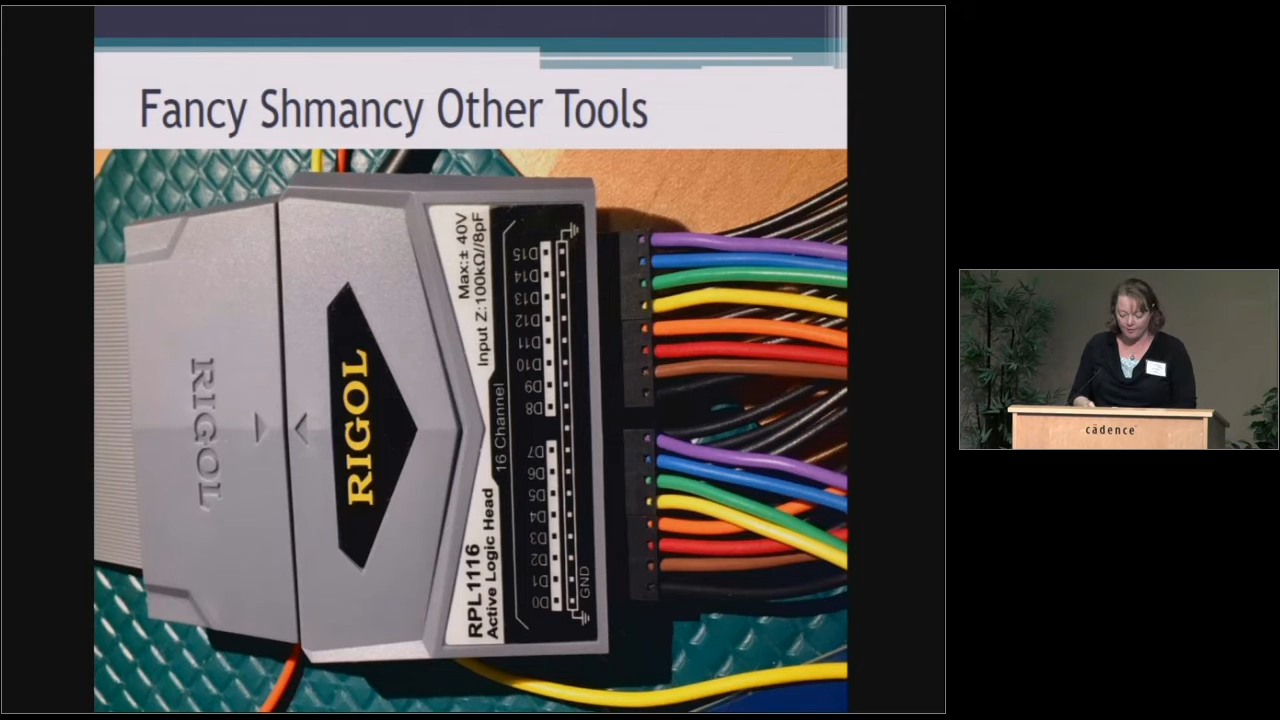 Fancy Shmancy Other Tools
RIGOL
RIGOL
RPL1116
Active Logic Head
Max:± 40V
Input Z:100kΩ//8pF
16 Channel
D15
D14
D13
D12
D11
D10
D9
D8
D7
D6
D5
D4
D3
D2
D1
D0
GND
cādence